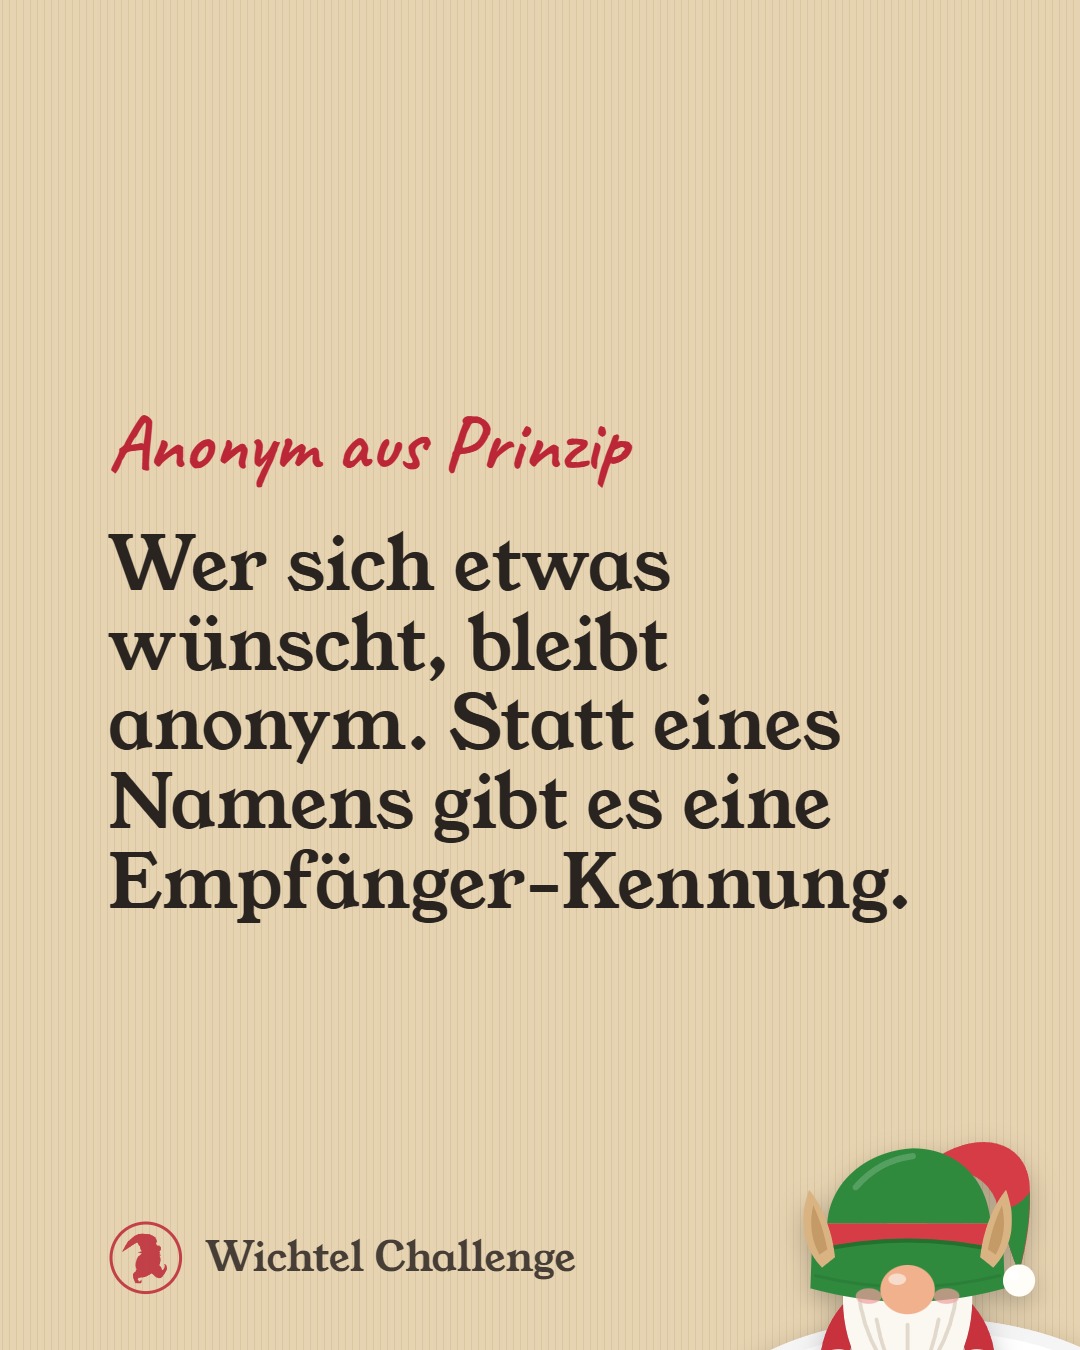 Anonym aus Prinzip
Wer sich etwas
wünscht, bleibt
anonym. Statt eines
Namens gibt es eine
Empfänger-Kennung.
Wichtel Challenge